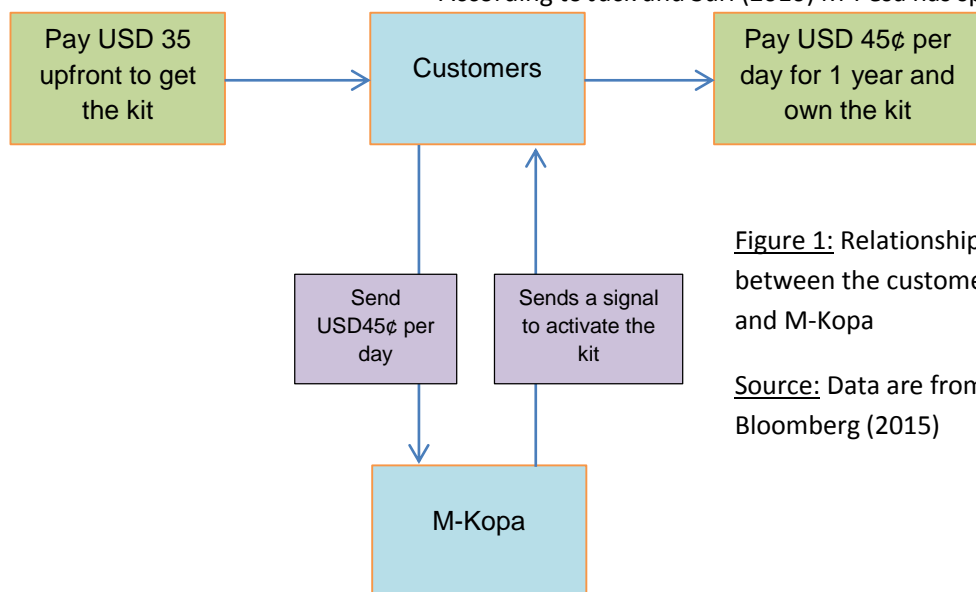 Pay USD 35
upfront to get
the kit
Customers
Pay USD 45¢ per
day for 1 year and
own the kit
Send
USD45¢ per
day
Sends a signal
to activate the
kit
Figure 1: Relationship
between the custome
and M-Kopa
Source: Data are from
Bloomberg (2015)
M-Kopa